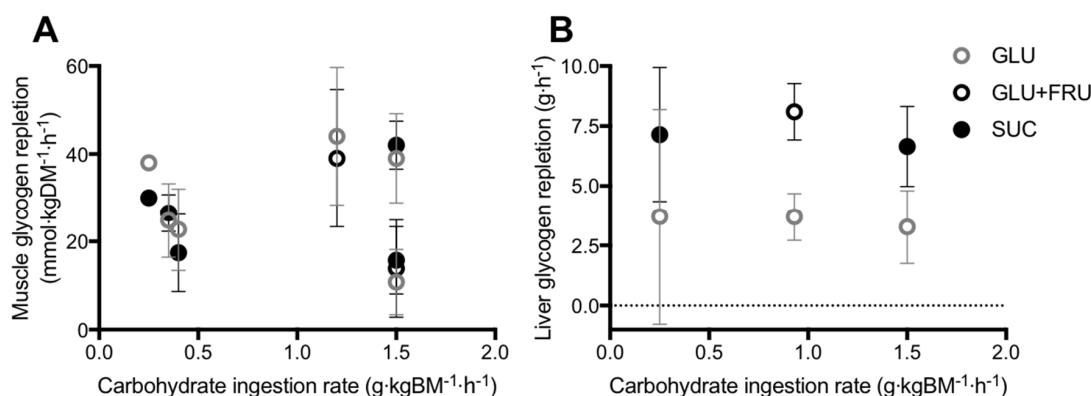 A
Muscle glycogen repletion
(mmol·kgDM⁻¹·h⁻¹)
60
40
20
0
0.0 0.5 1.0 1.5 2.0
Carbohydrate ingestion rate (g·kgBM⁻¹·h⁻¹)
B
Liver glycogen repletion (g·h⁻¹)
10.0
7.5
5.0
2.5
0.0
0.0 0.5 1.0 1.5 2.0
Carbohydrate ingestion rate (g·kgBM⁻¹·h⁻¹)
GLU
GLU+FRU
SUC